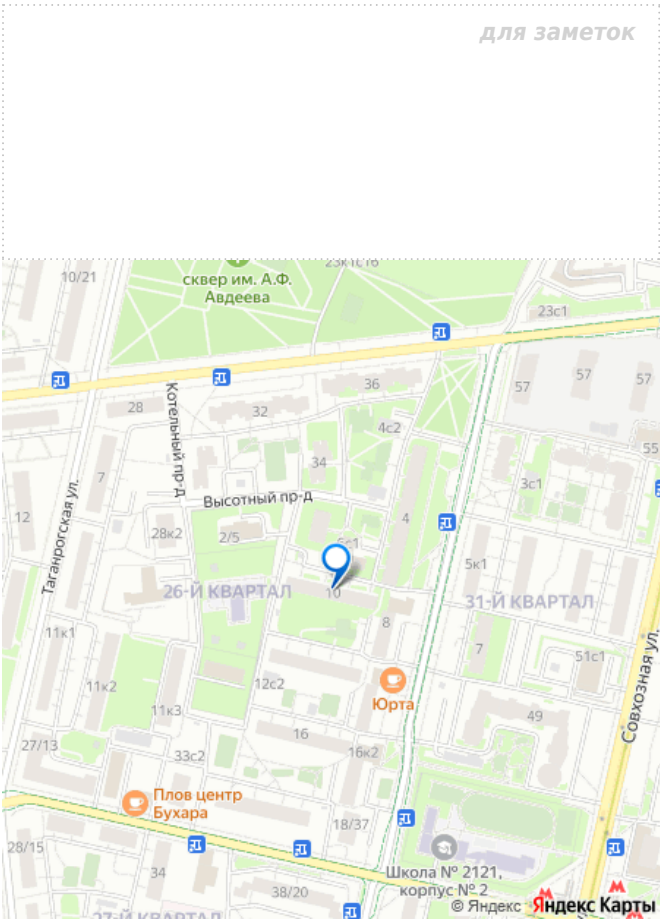 для заметок
10/21
сквер им. А.Ф.
Авдеева
23к1с16
23с1
57
57
57
36
28
32
4с2
55
Котельный пр-д
34
7
3с1
Таганрогская ул.
12
Высотный пр-д
4
28к2
2/5
6с1
5к1
26-Й КВАРТАЛ
10
31-Й КВАРТАЛ
8
11к1
7
51с1
Совхозная ул.
11к2
12с2
Юрта
11к3
49
16
27/13
33с2
16к2
Плов центр
Бухара
18/37
28/15
34
Школа № 2121,
корпус № 2
38/20
27-Й КВАРТАЛ
© Яндекс Яндекс Карты